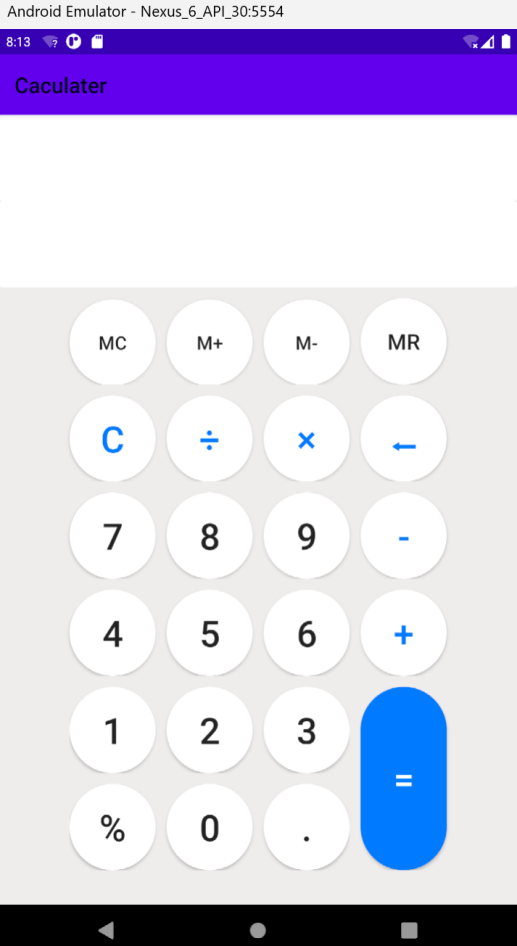 Android Emulator - Nexus_6_API_30:5554
8:13
Caculater
MC M+ M- MR
C ÷ × ←
7 8 9 -
4 5 6 +
1 2 3
=
% 0 .